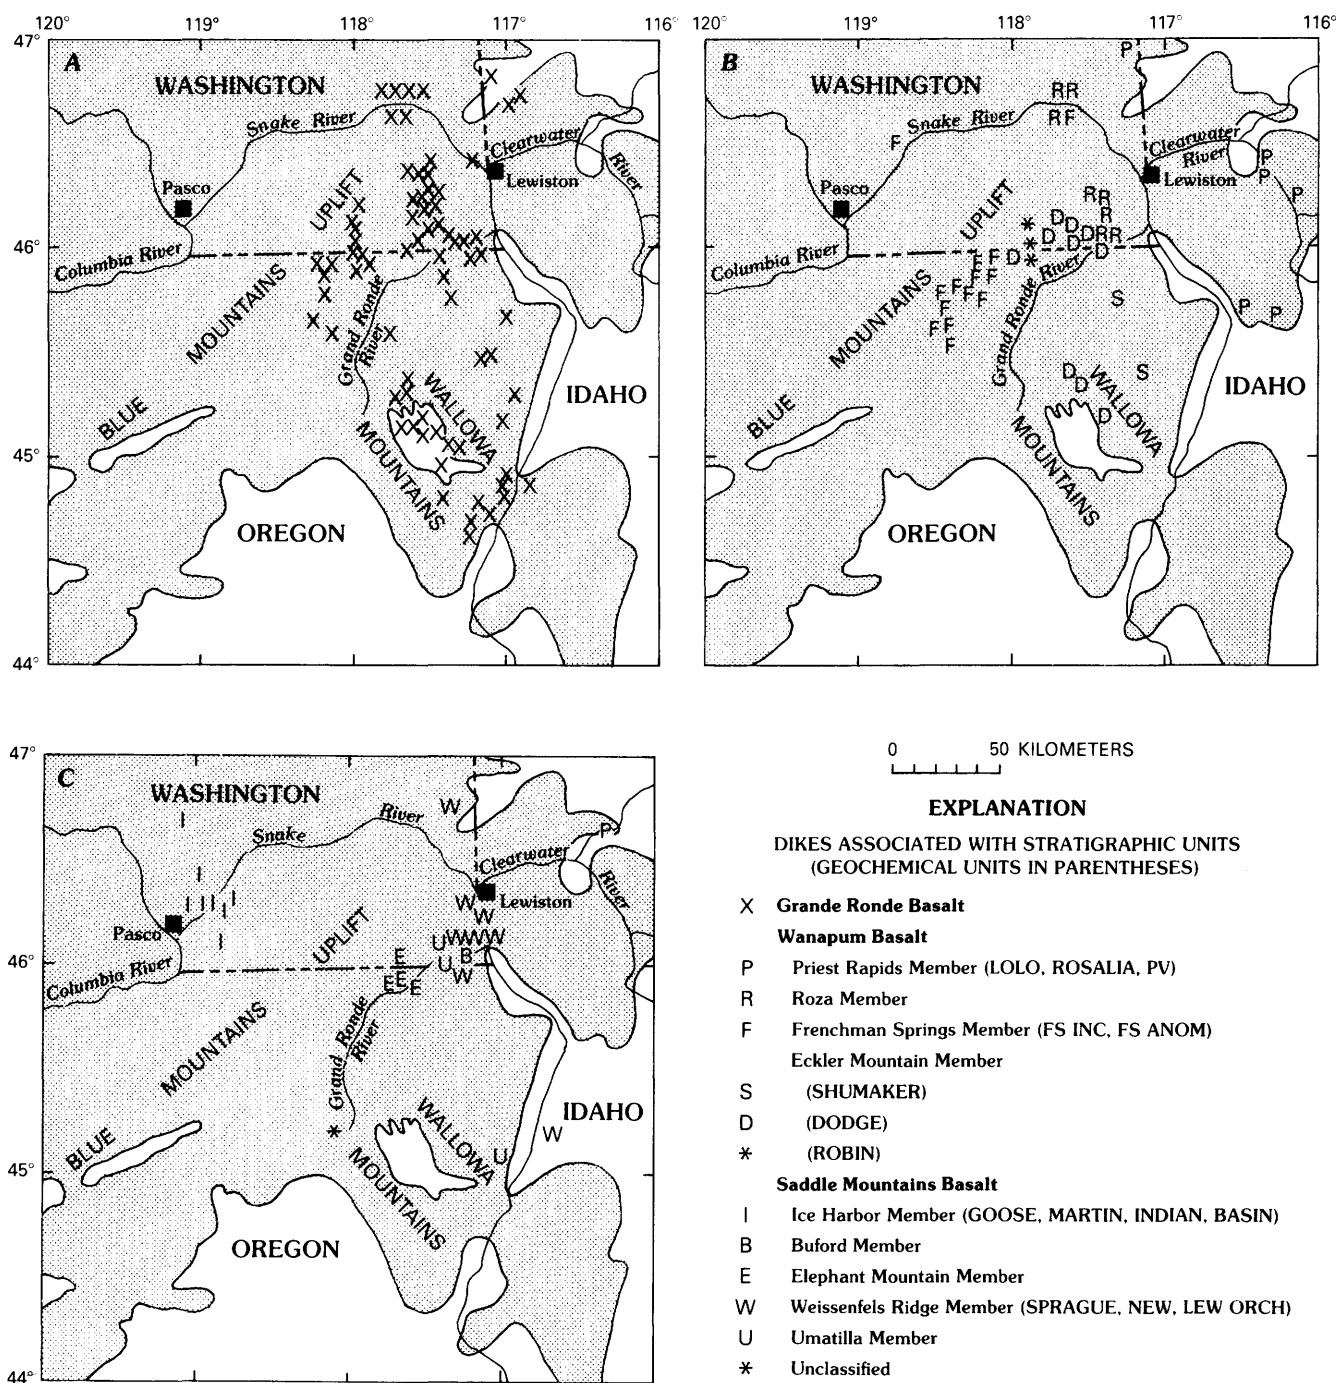 120° 119° 118° 117° 116°
47°
A
WASHINGTON
Snake River
Clearwater
River
Pasco
Lewiston
UPLIFT
46°
Columbia River
MOUNTAINS
Grand Ronde
River
IDAHO
WALLOWA
BLUE
MOUNTAINS
45°
OREGON
44°
X X X X X X X X X X X X X X X X X X X X
120° 119° 118° 117° 116°
B
P
WASHINGTON
RR
RF
Snake River
F
Clearwater
River
P
P
P
Pasco
Lewiston
UPLIFT
R R
R
D D D D D D
R R R
* * *
Columbia River
F F F F F F F F F F F F F F
MOUNTAINS
Grand Ronde River
S
P P
S
IDAHO
D D D
WALLOWA
BLUE
MOUNTAINS
OREGON
47°
C
WASHINGTON
W
Snake River
P
Clearwater
River
I I I I I I I I
Lewiston
Pasco
UPLIFT
W W
W W W W
U B U W
E E E E
46°
Columbia River
MOUNTAINS
Grand Ronde
River
IDAHO
W
WALLOWA
U
*
BLUE
MOUNTAINS
45°
OREGON
44°
0 50 KILOMETERS
EXPLANATION
DIKES ASSOCIATED WITH STRATIGRAPHIC UNITS
(GEOCHEMICAL UNITS IN PARENTHESES)
X Grande Ronde Basalt
Wanapum Basalt
P Priest Rapids Member (LOLO, ROSALIA, PV)
R Roza Member
F Frenchman Springs Member (FS INC, FS ANOM)
Eckler Mountain Member
S (SHUMAKER)
D (DODGE)
* (ROBIN)
Saddle Mountains Basalt
I Ice Harbor Member (GOOSE, MARTIN, INDIAN, BASIN)
B Buford Member
E Elephant Mountain Member
W Weissenfels Ridge Member (SPRAGUE, NEW, LEW ORCH)
U Umatilla Member
* Unclassified